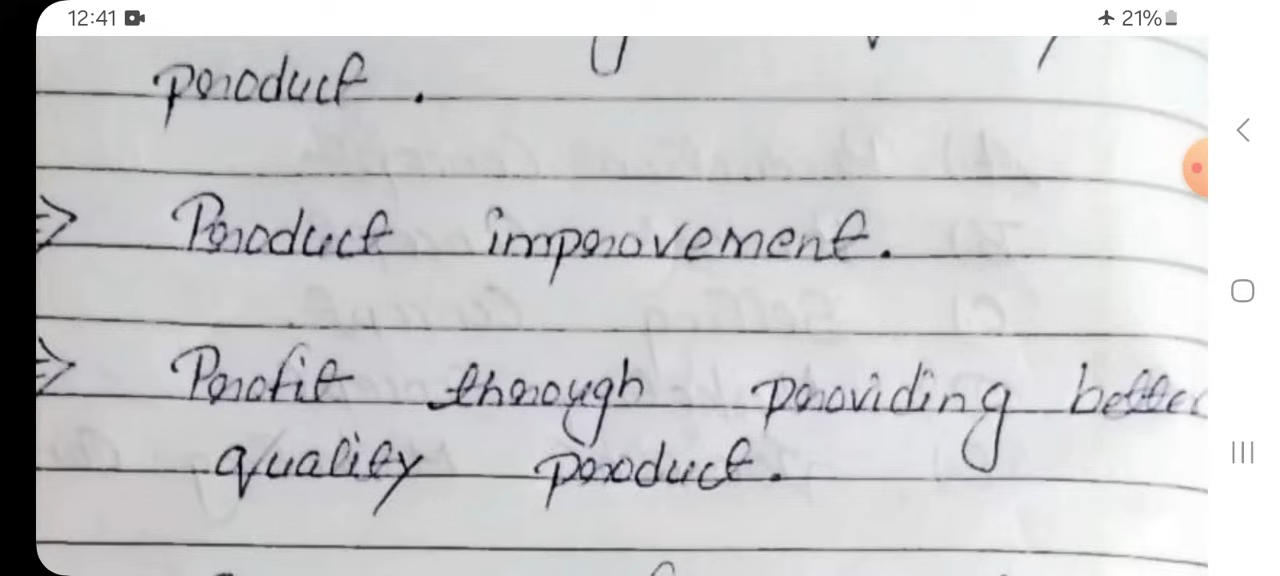 12:41
21%
product.
⇒ Product improvement.
⇒ Profit through providing better
quality product.